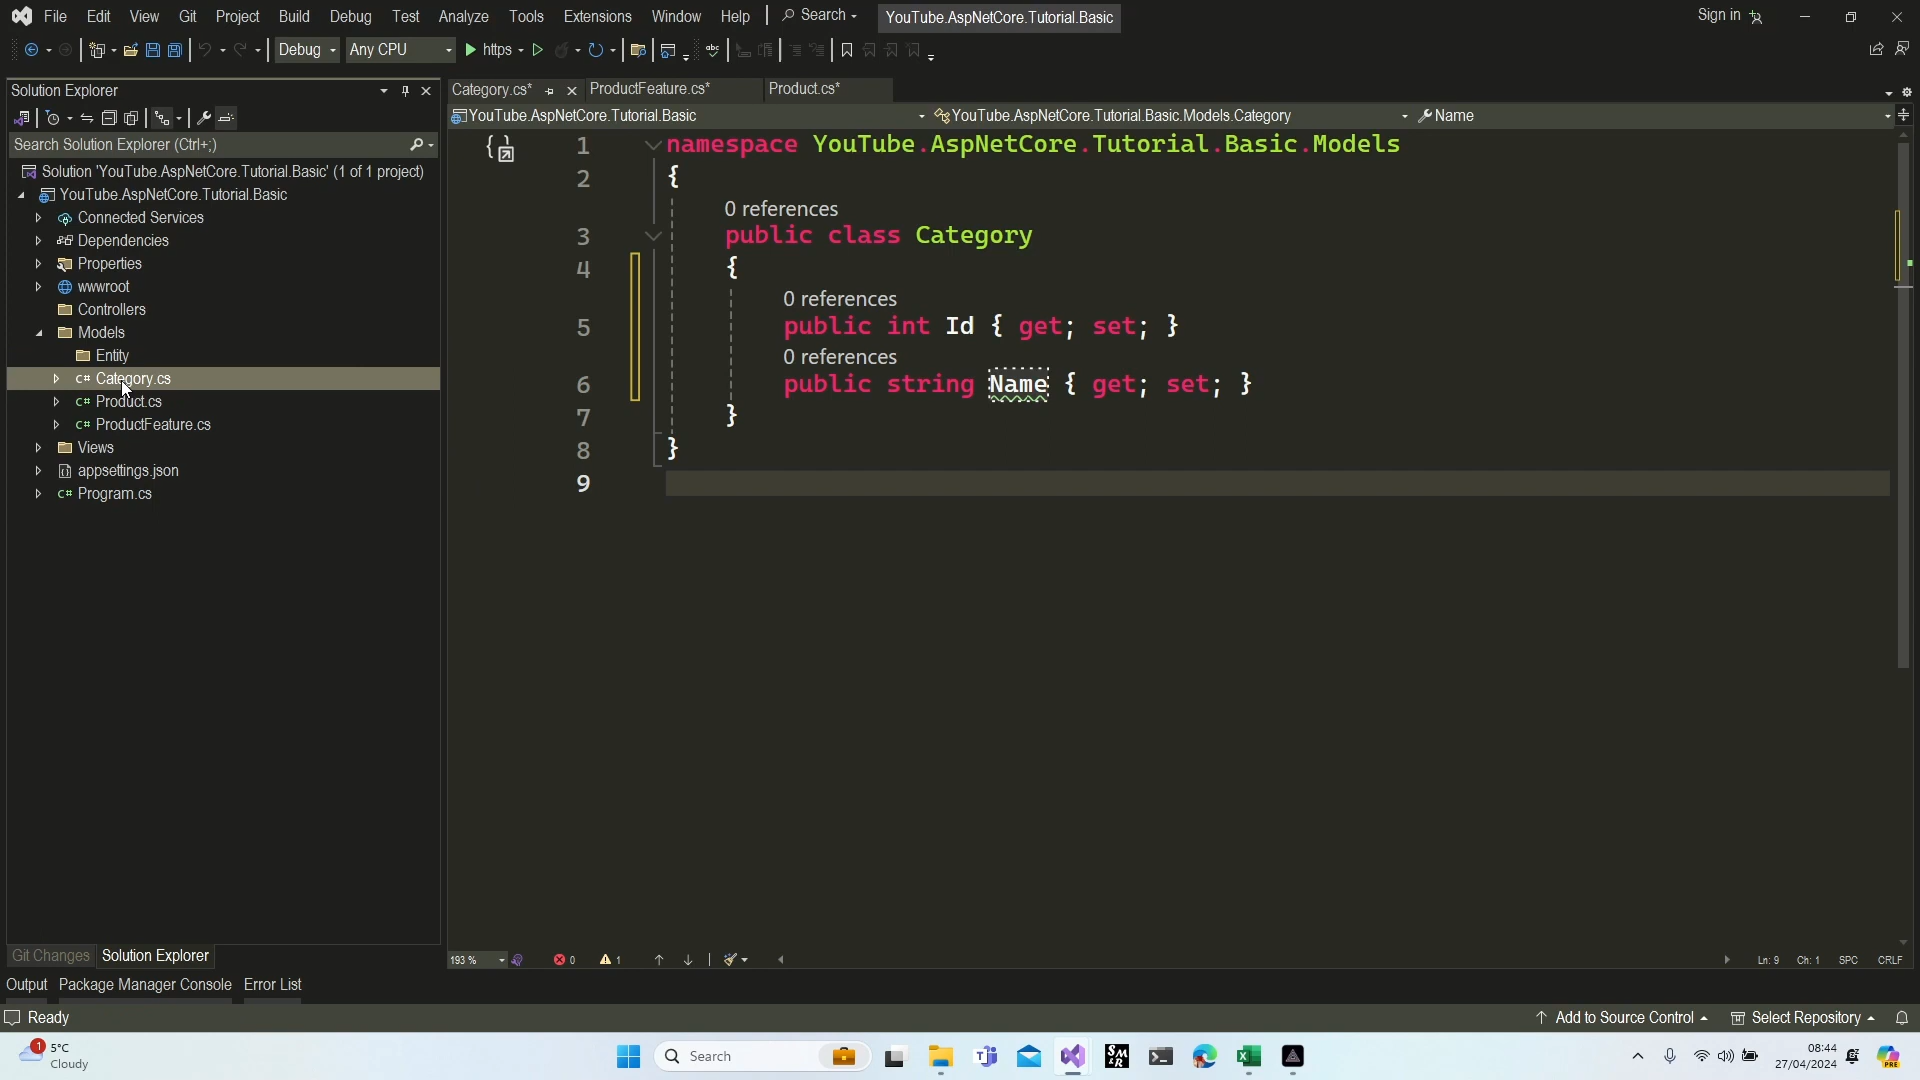 File Edit View Git Project Build Debug Test Analyze Tools Extensions Window Help Search YouTube.AspNetCore.Tutorial.Basic Sign in
Debug Any CPU https
Solution Explorer
Category.cs* ProductFeature.cs* Product.cs*
YouTube.AspNetCore.Tutorial.Basic YouTube.AspNetCore.Tutorial.Basic.Models.Category Name
Search Solution Explorer (Ctrl+;)
Solution 'YouTube.AspNetCore.Tutorial.Basic' (1 of 1 project)
YouTube.AspNetCore.Tutorial.Basic
Connected Services
Dependencies
Properties
wwwroot
Controllers
Models
Entity
C# Category.cs
C# Product.cs
C# ProductFeature.cs
Views
appsettings.json
C# Program.cs
1 namespace YouTube.AspNetCore.Tutorial.Basic.Models
2 {
0 references
3 public class Category
4 {
0 references
5 public int Id { get; set; }
0 references
6 public string Name { get; set; }
7 }
8 }
9
Git Changes Solution Explorer
193 % 0 1 Ln: 9 Ch: 1 SPC CRLF
Output Package Manager Console Error List
Ready Add to Source Control Select Repository
1 5°C
Cloudy
Search
08:44
27/04/2024
PRE